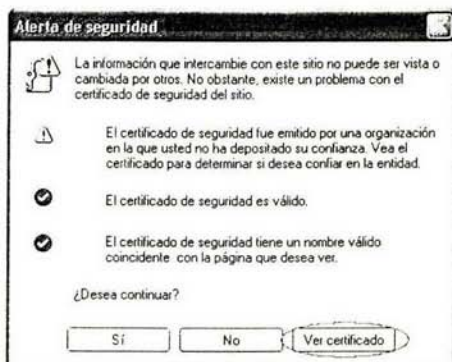 Alerta de seguridad
La información que intercambie con este sitio no puede ser vista o
cambiada por otros. No obstante, existe un problema con el
certificado de seguridad del sitio.
El certificado de seguridad fue emitido por una organización
en la que usted no ha depositado su confianza. Vea el
certificado para determinar si desea confiar en la entidad.
El certificado de seguridad es válido.
El certificado de seguridad tiene un nombre válido
coincidente con la página que desea ver.
¿Desea continuar?
Sí No Ver certificado